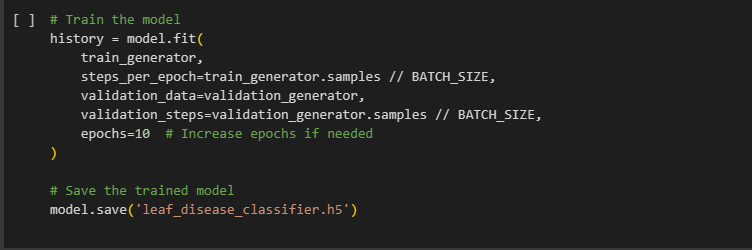 [ ] # Train the model
history = model.fit(
    train_generator,
    steps_per_epoch=train_generator.samples // BATCH_SIZE,
    validation_data=validation_generator,
    validation_steps=validation_generator.samples // BATCH_SIZE,
    epochs=10  # Increase epochs if needed
)

# Save the trained model
model.save('leaf_disease_classifier.h5')